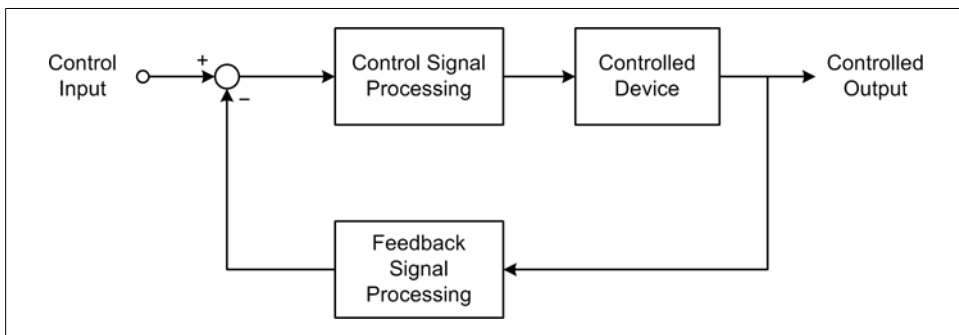 Control
Input
+
−
Control Signal
Processing
Controlled
Device
Controlled
Output
Feedback
Signal
Processing